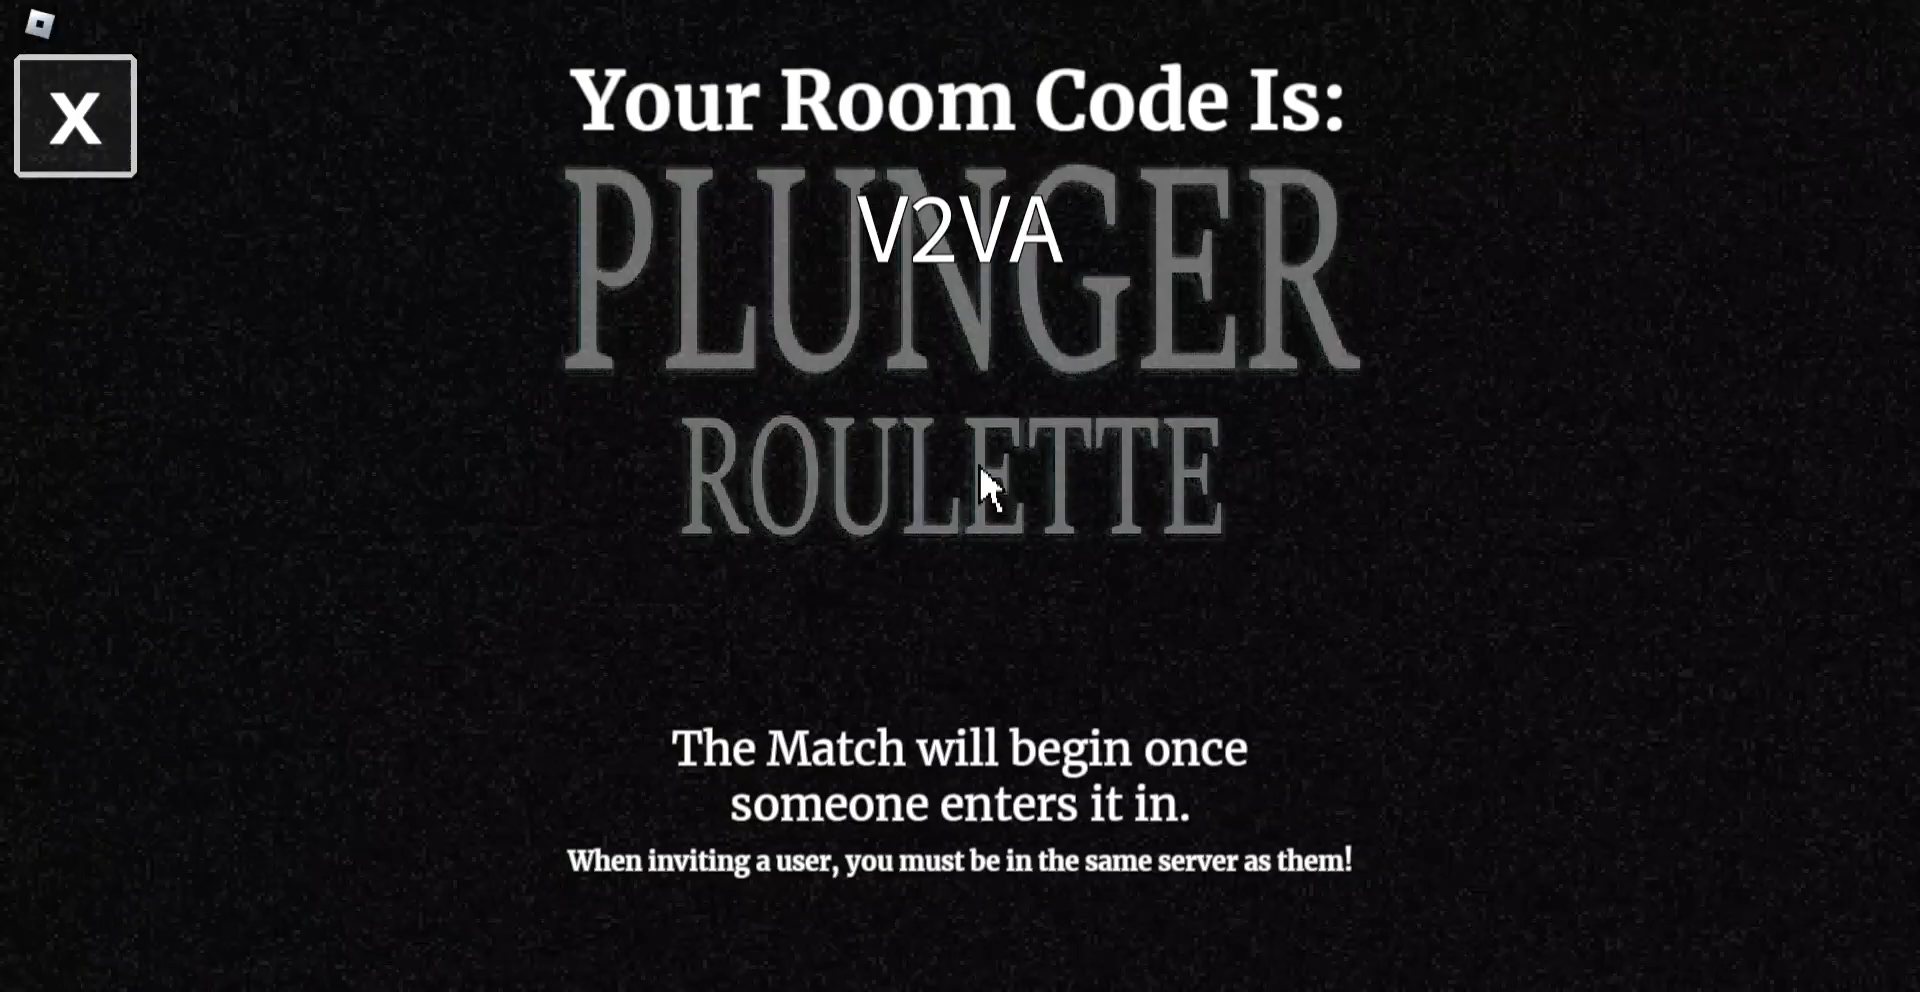 X
Your Room Code Is:
PLUNGER
V2VA
ROULETTE
The Match will begin once
someone enters it in.
When inviting a user, you must be in the same server as them!